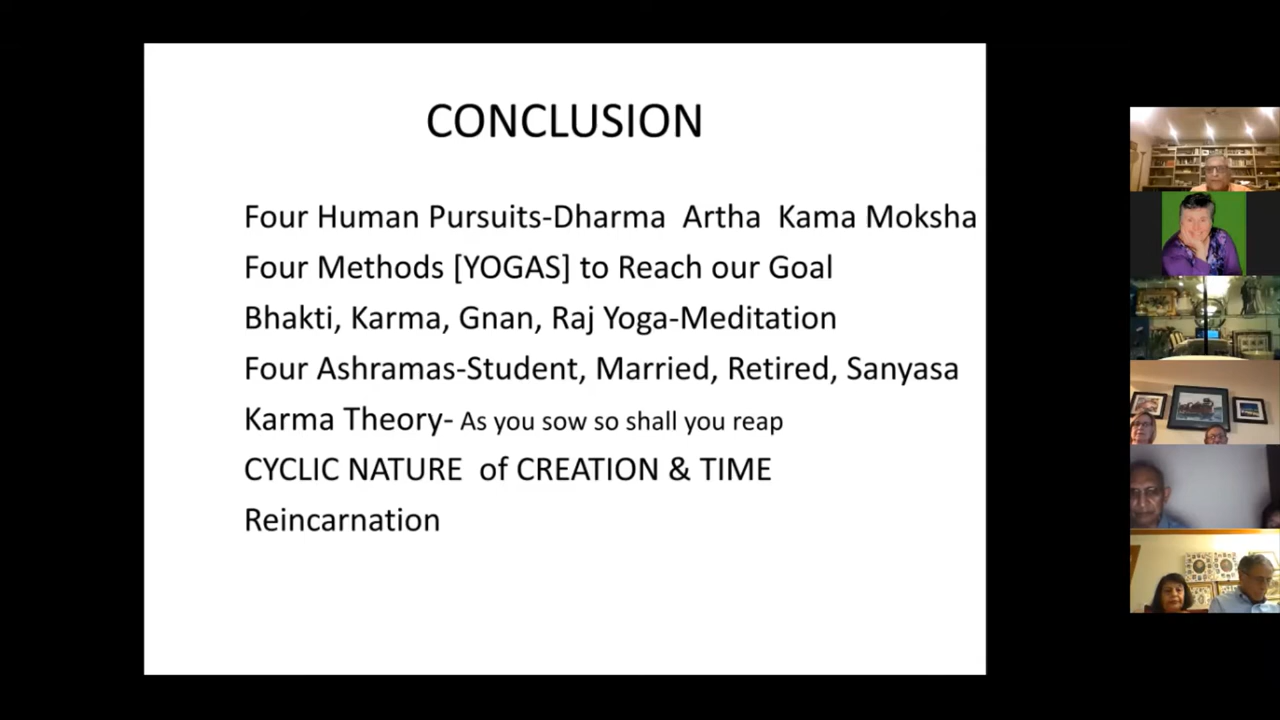 CONCLUSION
Four Human Pursuits-Dharma Artha Kama Moksha
Four Methods [YOGAS] to Reach our Goal
Bhakti, Karma, Gnan, Raj Yoga-Meditation
Four Ashramas-Student, Married, Retired, Sanyasa
Karma Theory- As you sow so shall you reap
CYCLIC NATURE of CREATION & TIME
Reincarnation